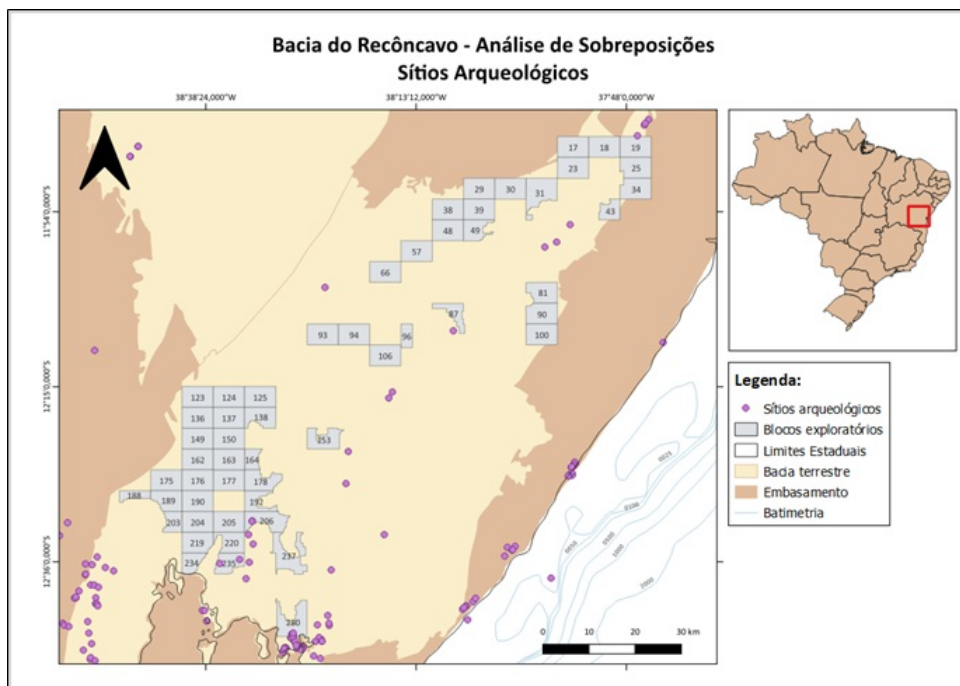 Bacia do Recôncavo - Análise de Sobreposições
Sítios Arqueológicos
38°38'24,000"W 38°13'12,000"W 37°48'0,000"W
17 18 19
23 25
29 30 31 34
38 39 43
11°54'0,000"S
48 49
57
66
81
87 90
93 94 96 100
106
12°15'0,000"S
123 124 125
136 137 138
149 150 153
162 163 164
175 176 177 178
188 189 190 192
203 204 205 206
219 220
234 235 237
12°36'0,000"S
280
0 10 20 30 km
Legenda:
Sítios arqueológicos
Blocos exploratórios
Limites Estaduais
Bacia terrestre
Embasamento
Batimetria